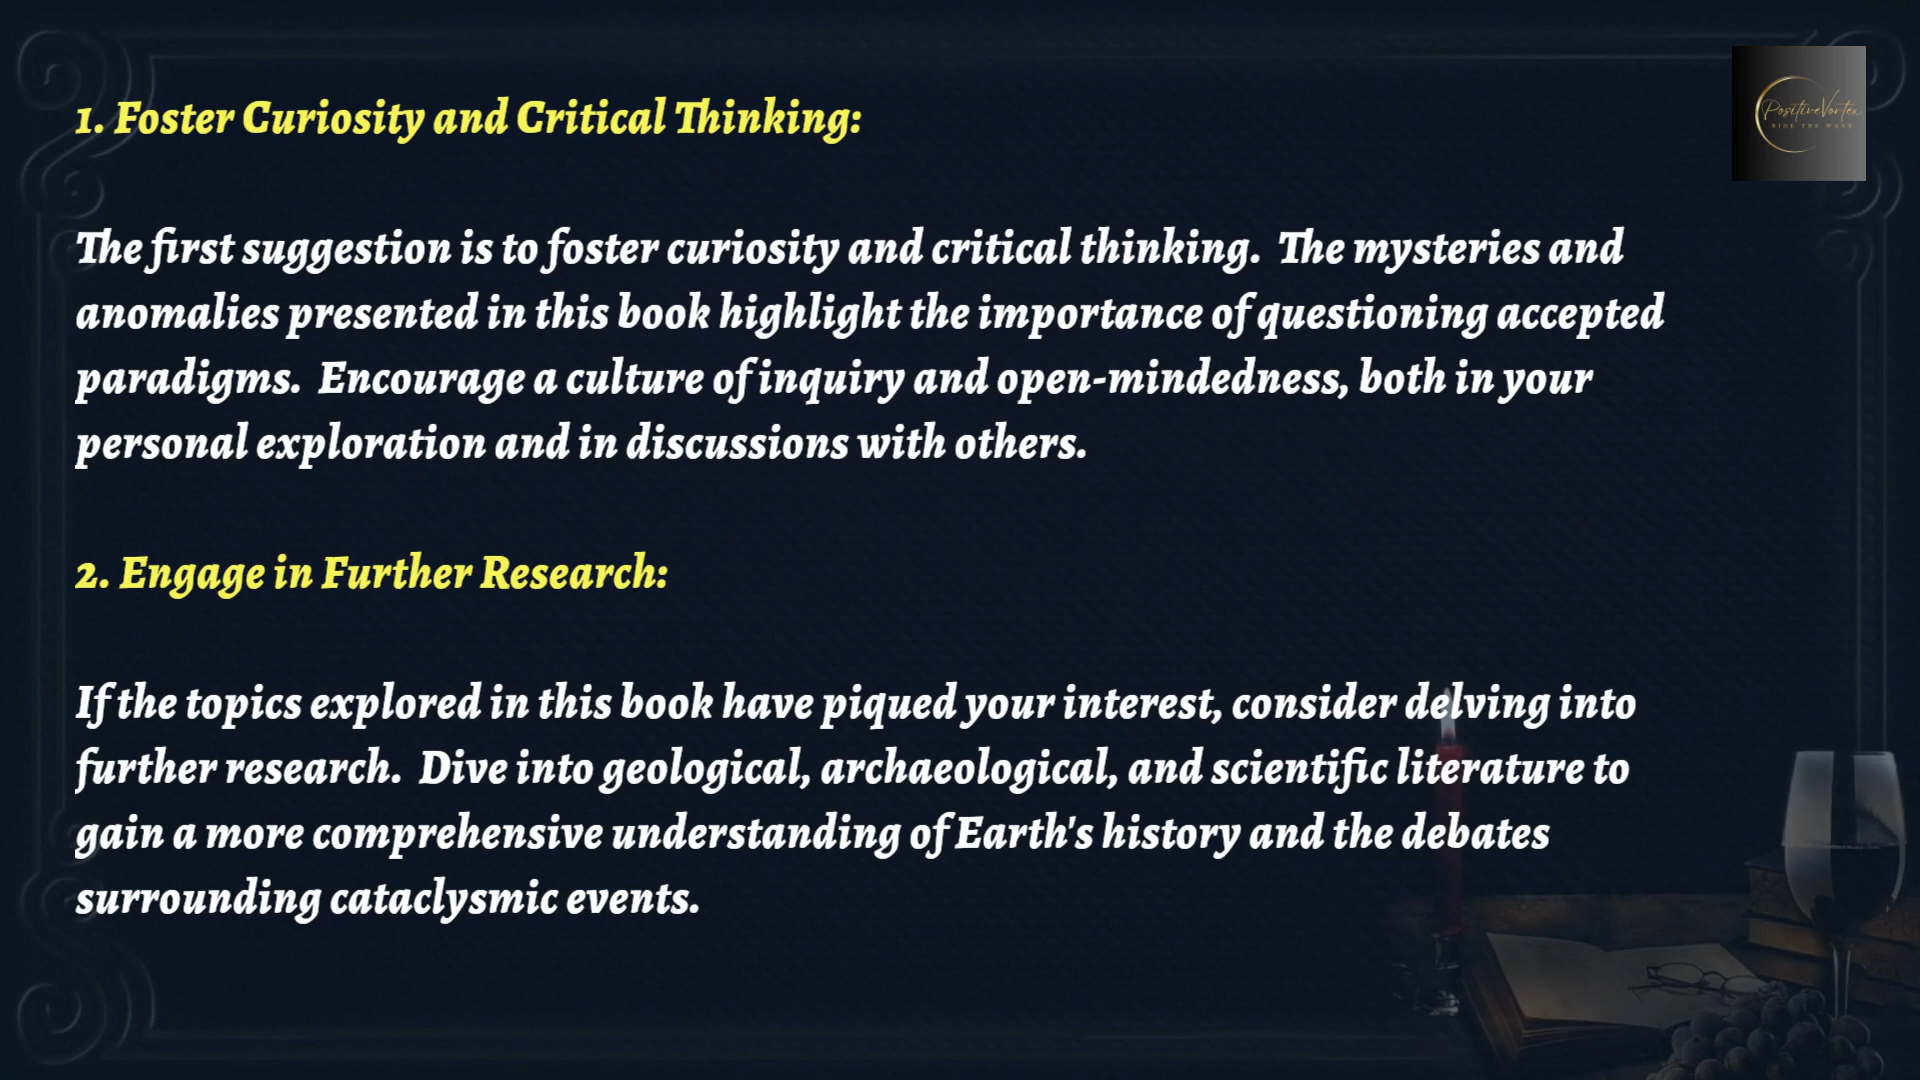 1. Foster Curiosity and Critical Thinking:
PositiveVortex
RIDE THE WAVE
The first suggestion is to foster curiosity and critical thinking. The mysteries and
anomalies presented in this book highlight the importance of questioning accepted
paradigms. Encourage a culture of inquiry and open-mindedness, both in your
personal exploration and in discussions with others.
2. Engage in Further Research:
If the topics explored in this book have piqued your interest, consider delving into
further research. Dive into geological, archaeological, and scientific literature to
gain a more comprehensive understanding of Earth's history and the debates
surrounding cataclysmic events.